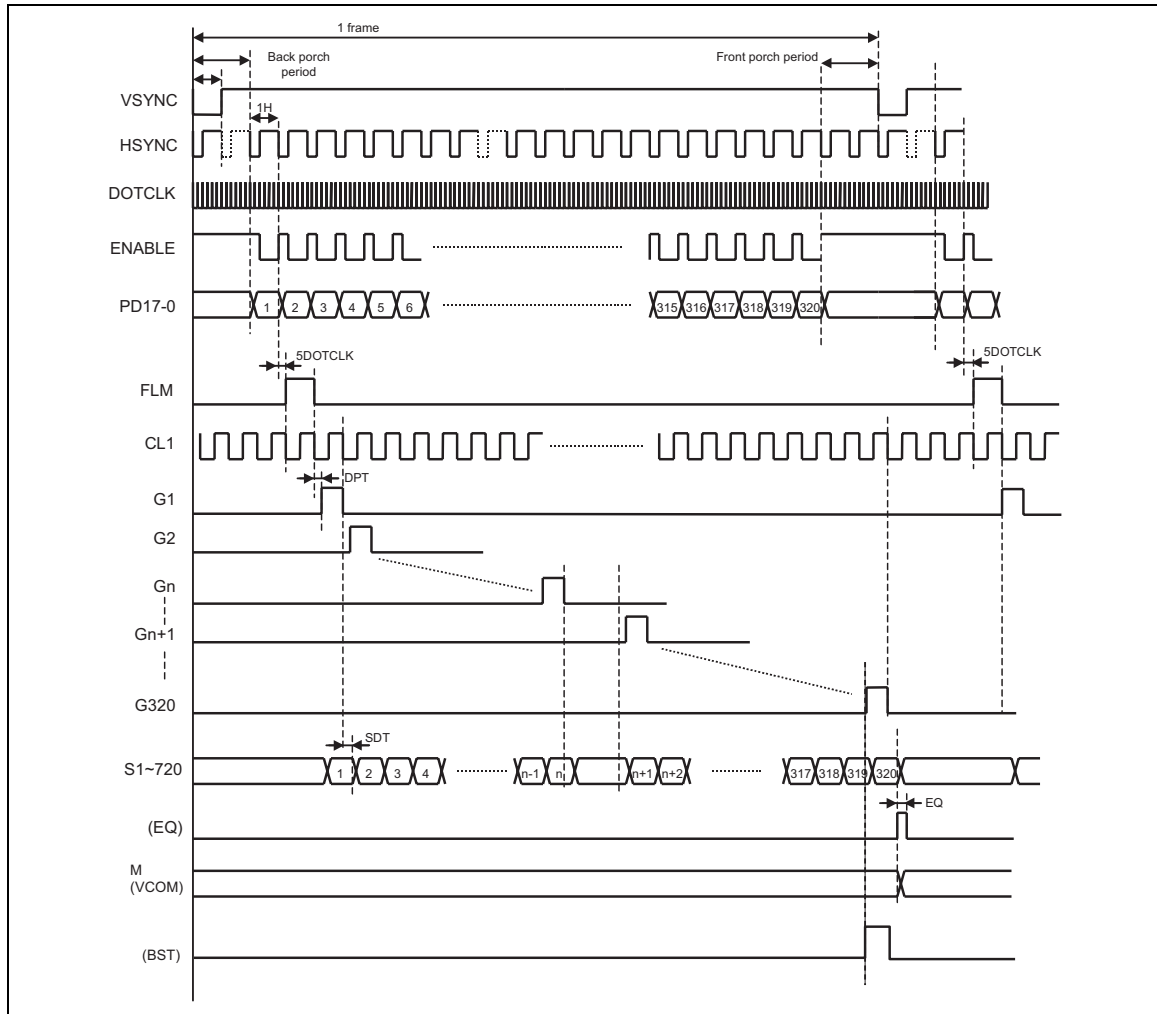 1 frame
Back porch
period
Front porch period
VSYNC
1H
HSYNC
DOTCLK
ENABLE
PD17-0
1 2 3 4 5 6 315 316 317 318 319 320
5DOTCLK 5DOTCLK
FLM
CL1
DPT
G1
G2
Gn
Gn+1
G320
SDT
S1~720
1 2 3 4 n-1 n n+1 n+2 317 318 319 320
EQ
(EQ)
M
(VCOM)
(BST)